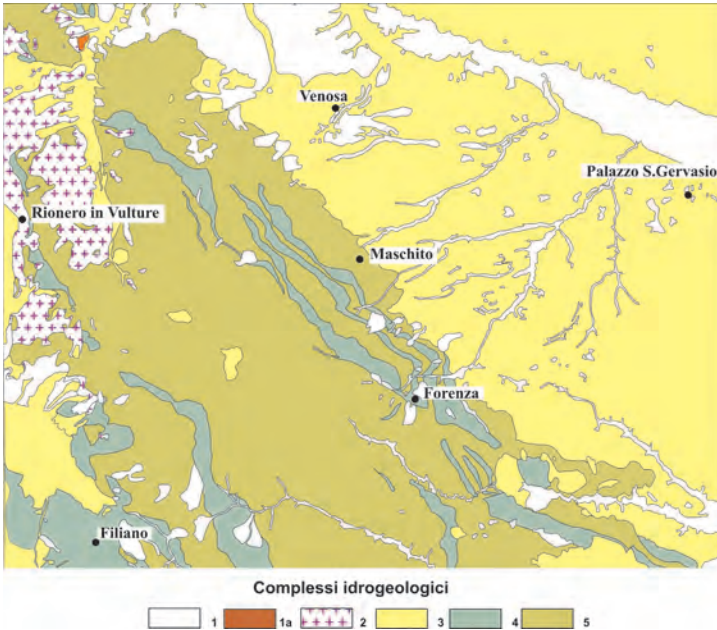 Venosa
Palazzo S.Gervasio
Rionero in Vulture
Maschito
Forenza
Filiano
Complessi idrogeologici
1 1a 2 3 4 5